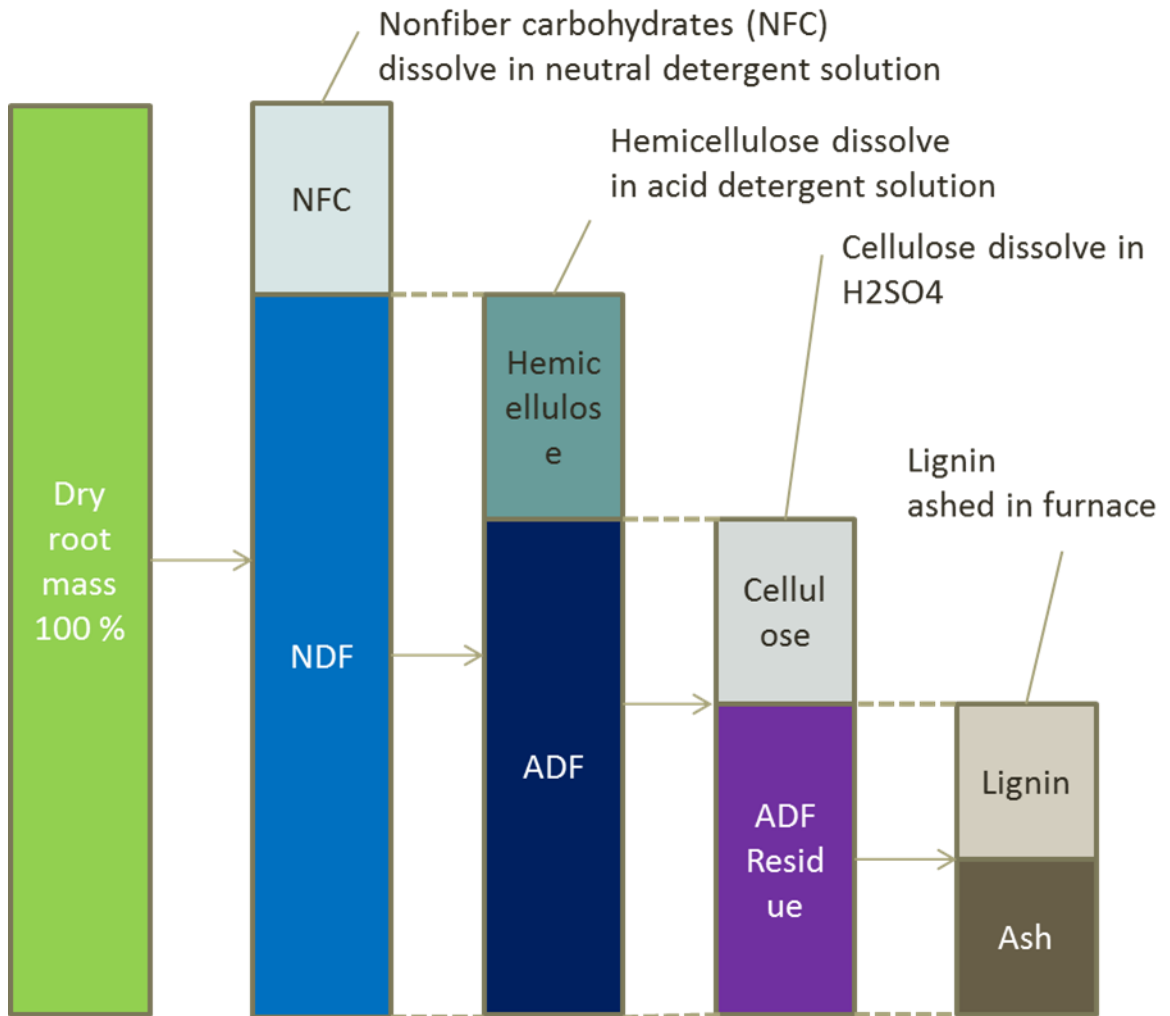 Nonfiber carbohydrates (NFC)
dissolve in neutral detergent solution
Hemicellulose dissolve
in acid detergent solution
Cellulose dissolve in
H2SO4
Lignin
ashed in furnace
Dry
root
mass
100 %
NFC
NDF
Hemic
ellulos
e
ADF
Cellul
ose
ADF
Resid
ue
Lignin
Ash